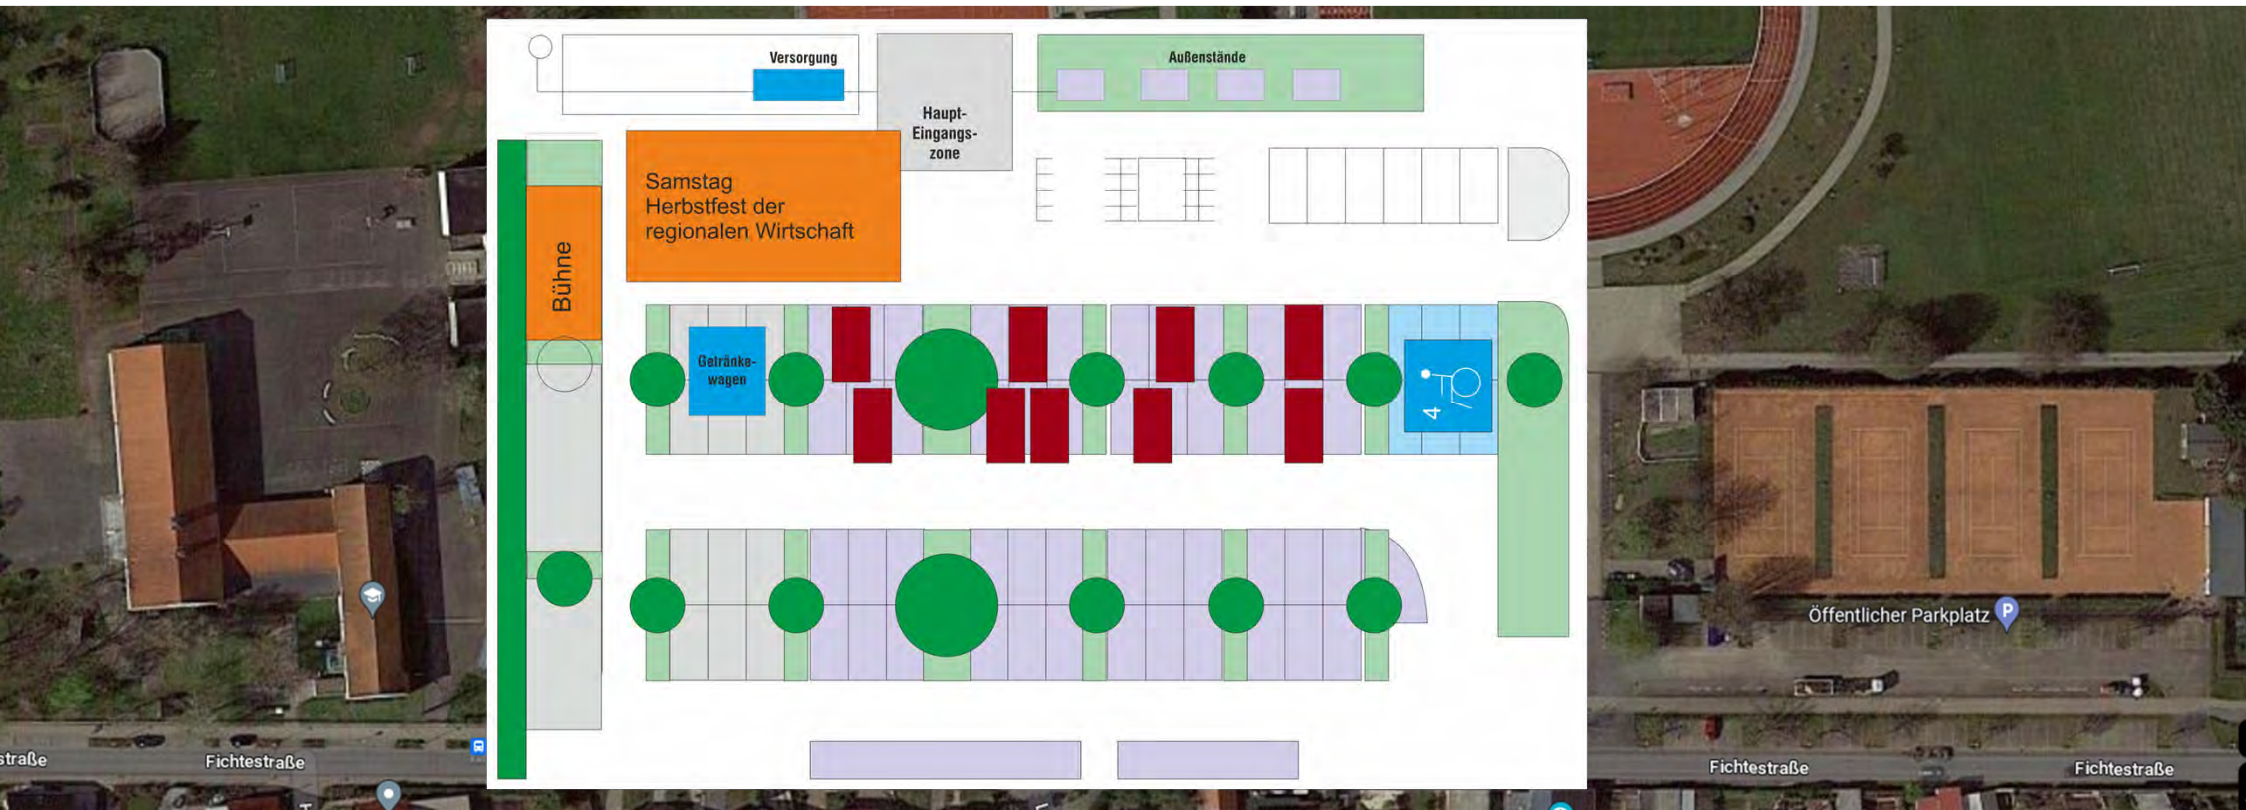 Versorgung
Außenstände
Haupt-
Eingangs-
zone
Samstag
Herbstfest der
regionalen Wirtschaft
Bühne
Getränke-
wagen
4
Öffentlicher Parkplatz
P
straße
Fichtestraße
Fichtestraße
Fichtestraße